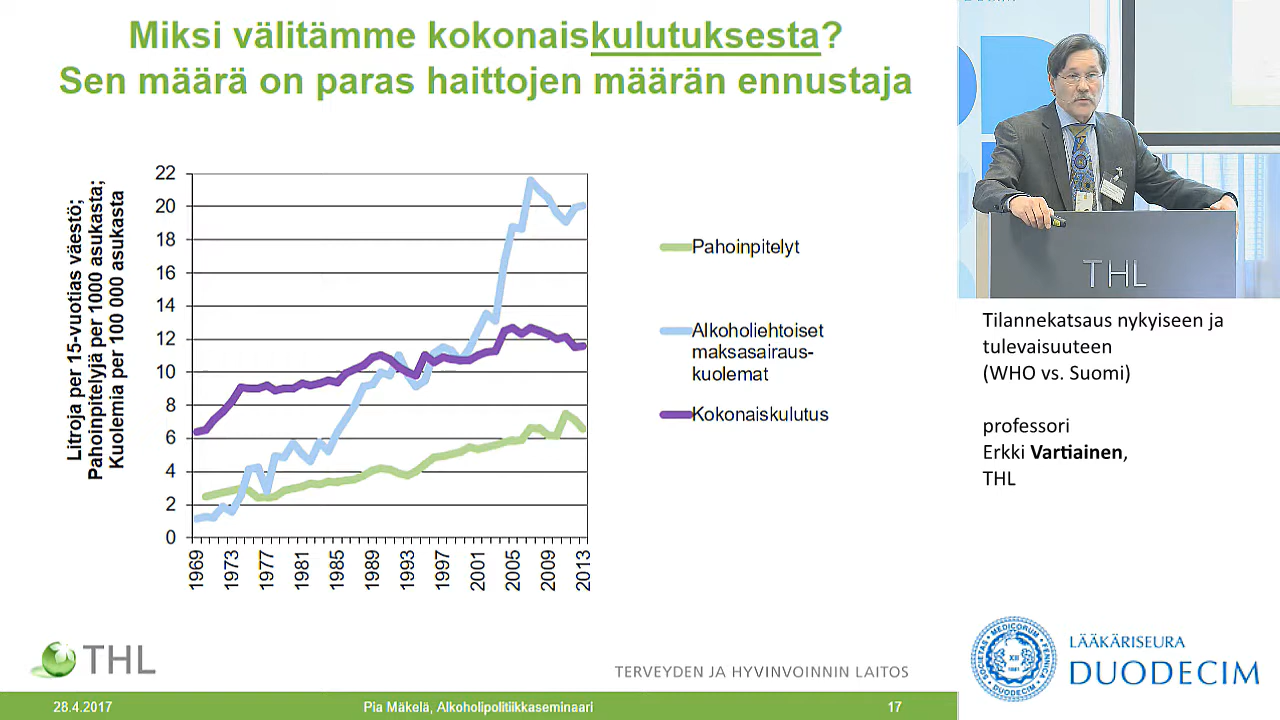 Miksi välitämme kokonaiskulutuksesta?
Sen määrä on paras haittojen määrän ennustaja
Litroja per 15-vuotias väestö;
Pahoinpitelyjä per 1000 asukasta;
Kuolemia per 100 000 asukasta
22
20
18
16
14
12
10
8
6
4
2
0
1969
1973
1977
1981
1985
1989
1993
1997
2001
2005
2009
2013
Pahoinpitelyt
Alkoholiehtoiset
maksasairaus-
kuolemat
Kokonaiskulutus
THL
TERVEYDEN JA HYVINVOINNIN LAITOS
28.4.2017
Pia Mäkelä, Alkoholipolitiikkaseminaari
17
THL
Tilannekatsaus nykyiseen ja
tulevaisuuteen
(WHO vs. Suomi)
professori
Erkki Vartiainen,
THL
LÄÄKÄRISEURA
DUODECIM